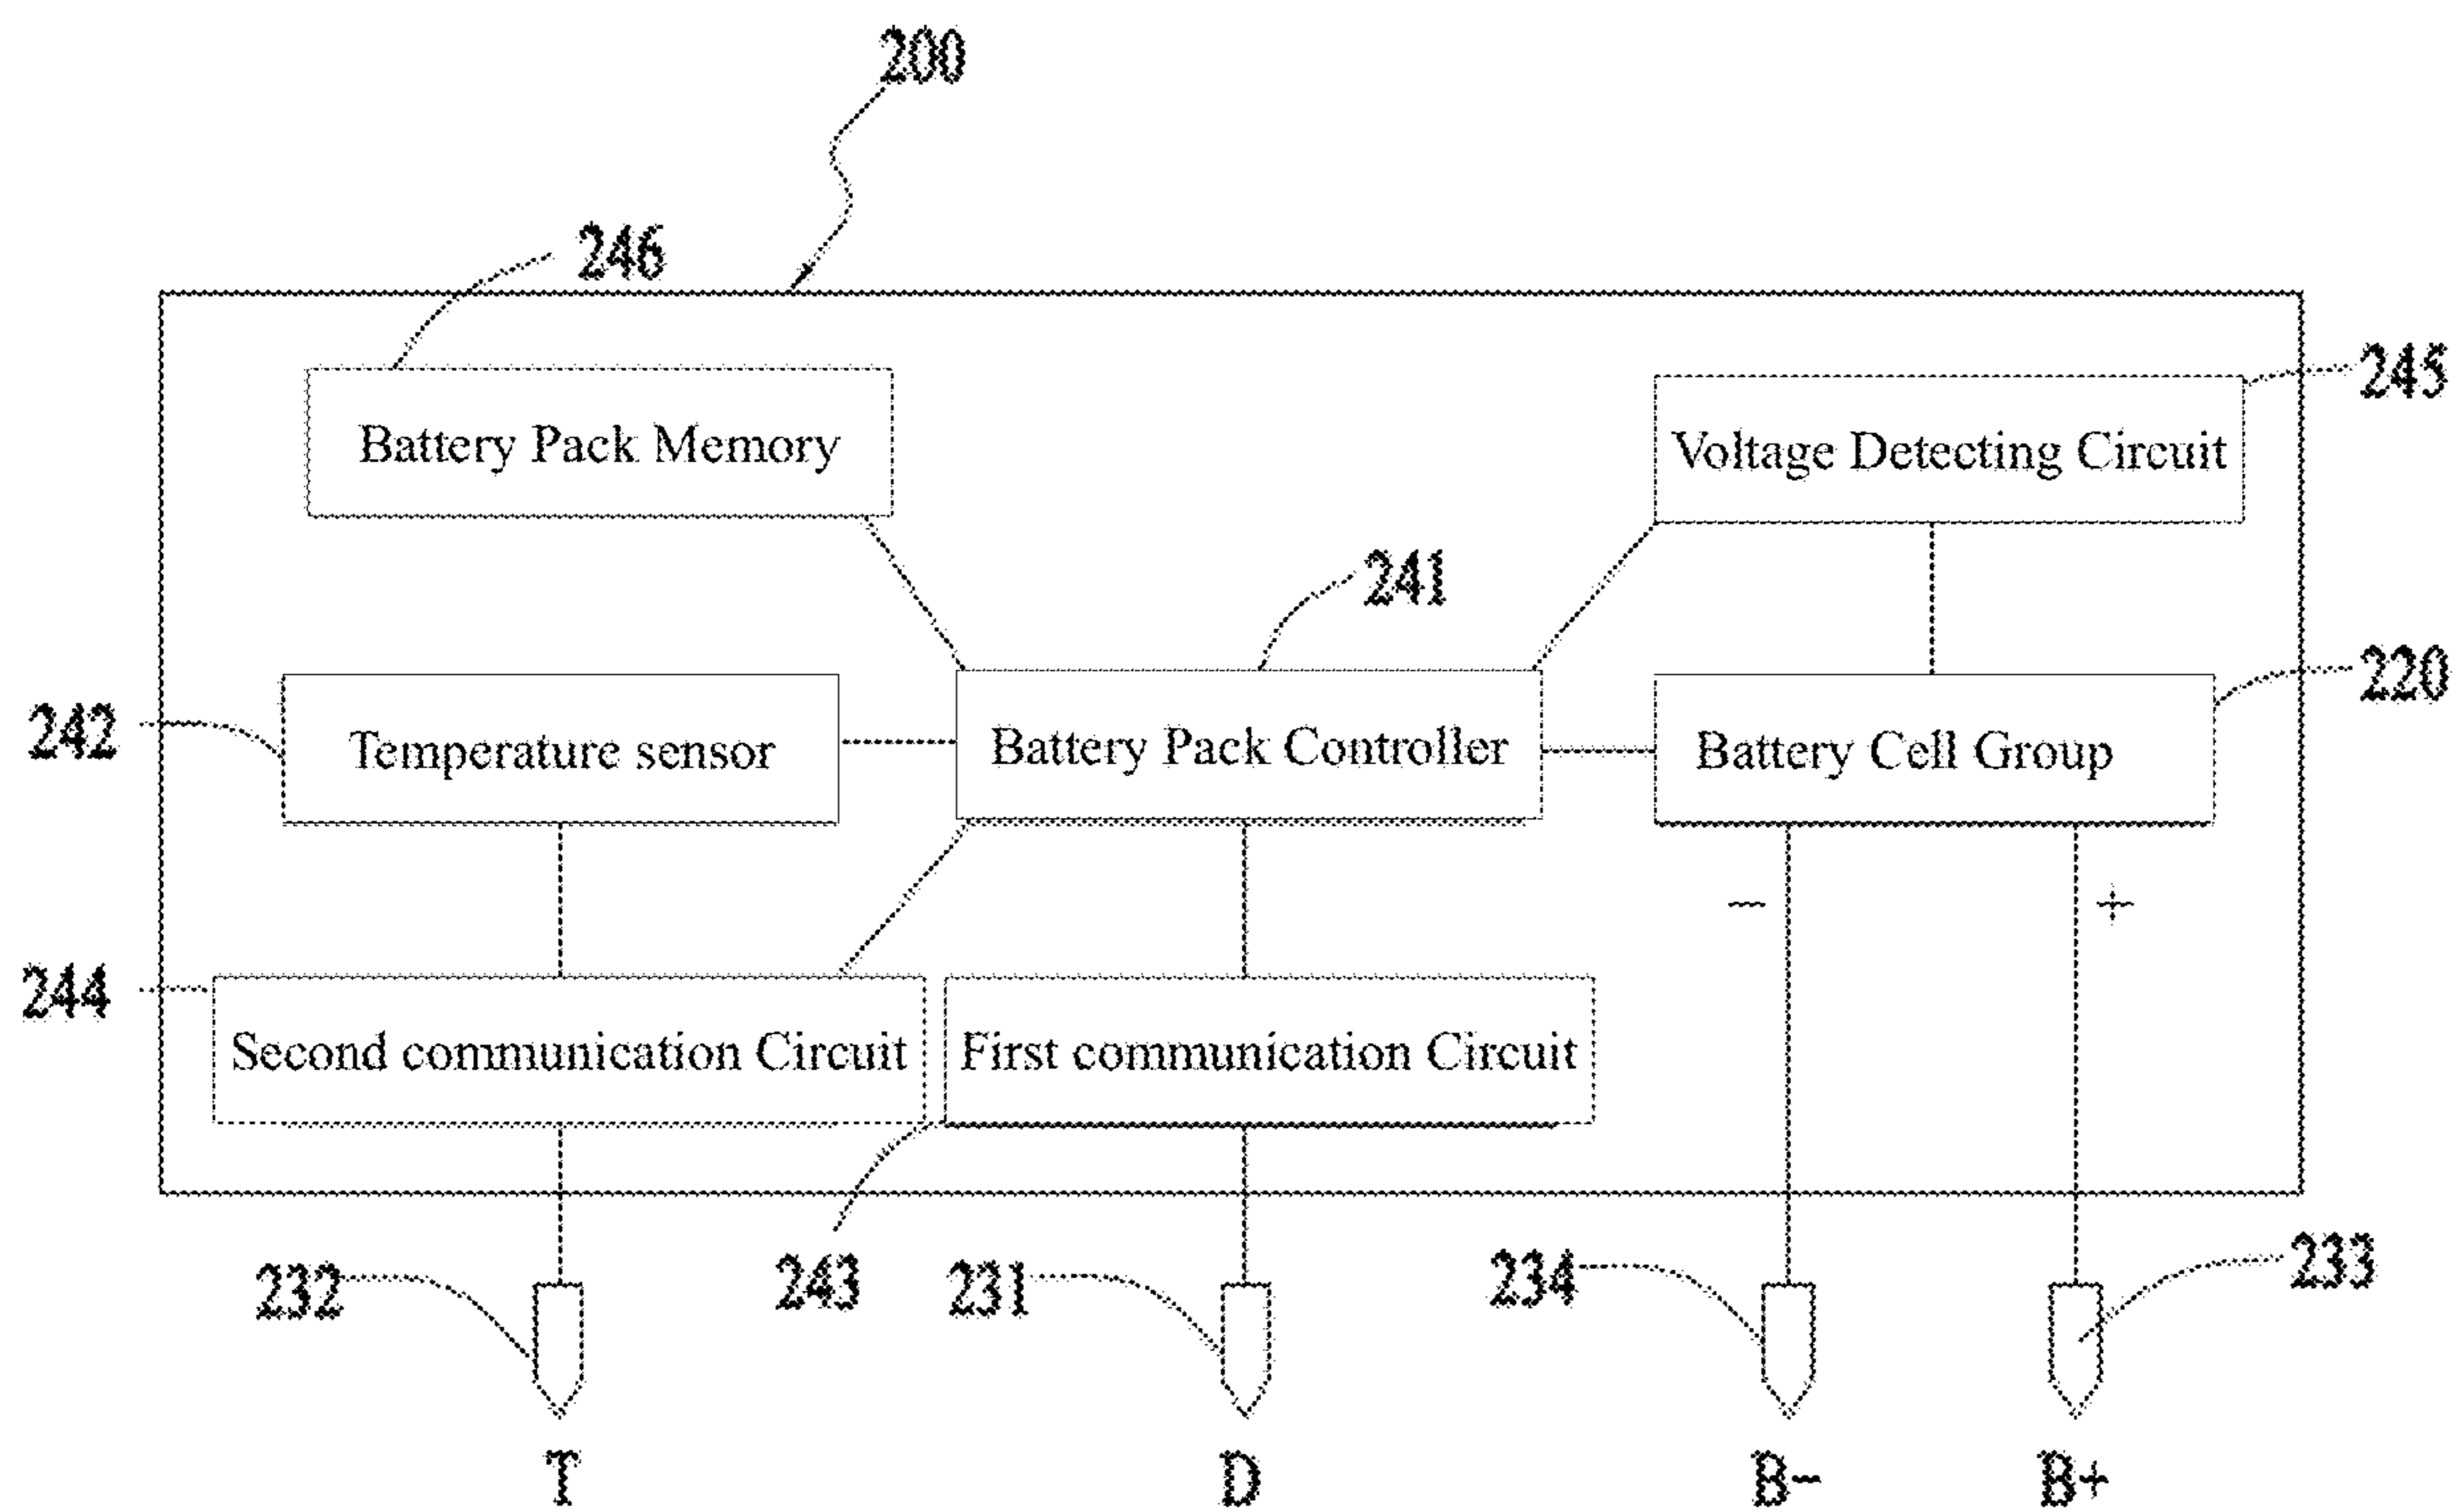 200
246
245
Battery Pack Memory
Voltage Detecting Circuit
241
220
242
Temperature sensor
Battery Pack Controller
Battery Cell Group
−
+
244
Second communication Circuit
First communication Circuit
232
243
231
234
233
T
D
B−
B+